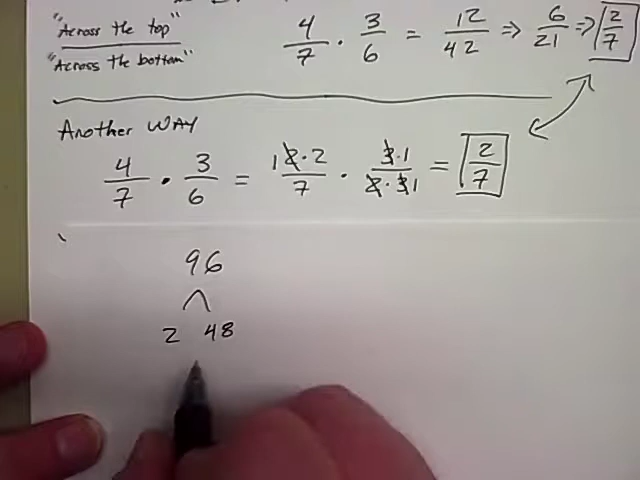 "Across the top"
"Across the bottom"
4/7 · 3/6 = 12/42 ⇒ 6/21 ⇒ 2/7
Another WAY
4/7 · 3/6 = 1 2·2/7 · 3·1/2·3 1 = 2/7
96
2 48